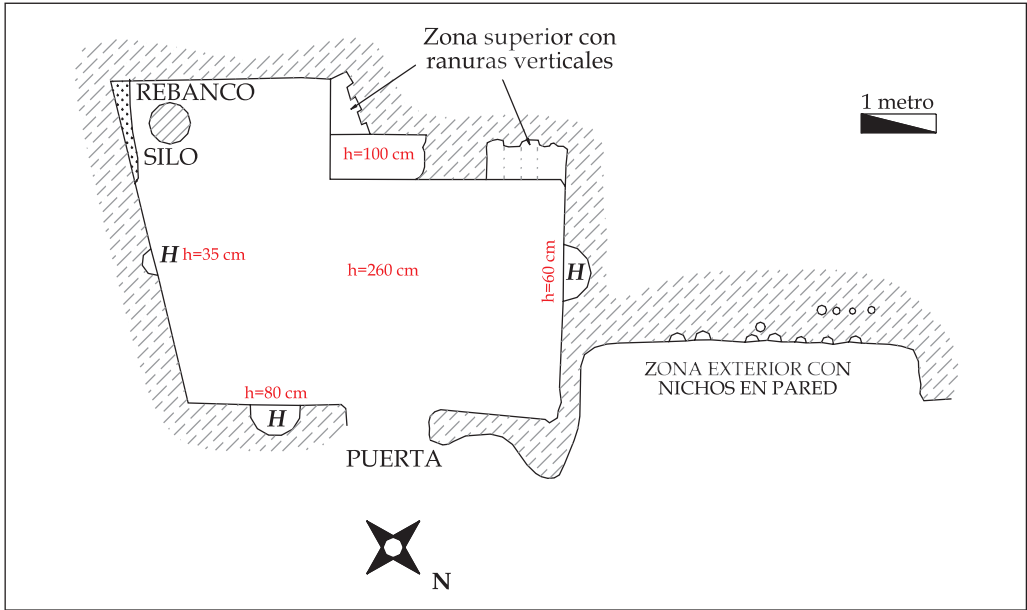 Zona superior con
ranuras verticales
REBANCO
1 metro
SILO
h=100 cm
H h=35 cm
h=260 cm
h=60 cm
H
ZONA EXTERIOR CON
NICHOS EN PARED
h=80 cm
H
PUERTA
N